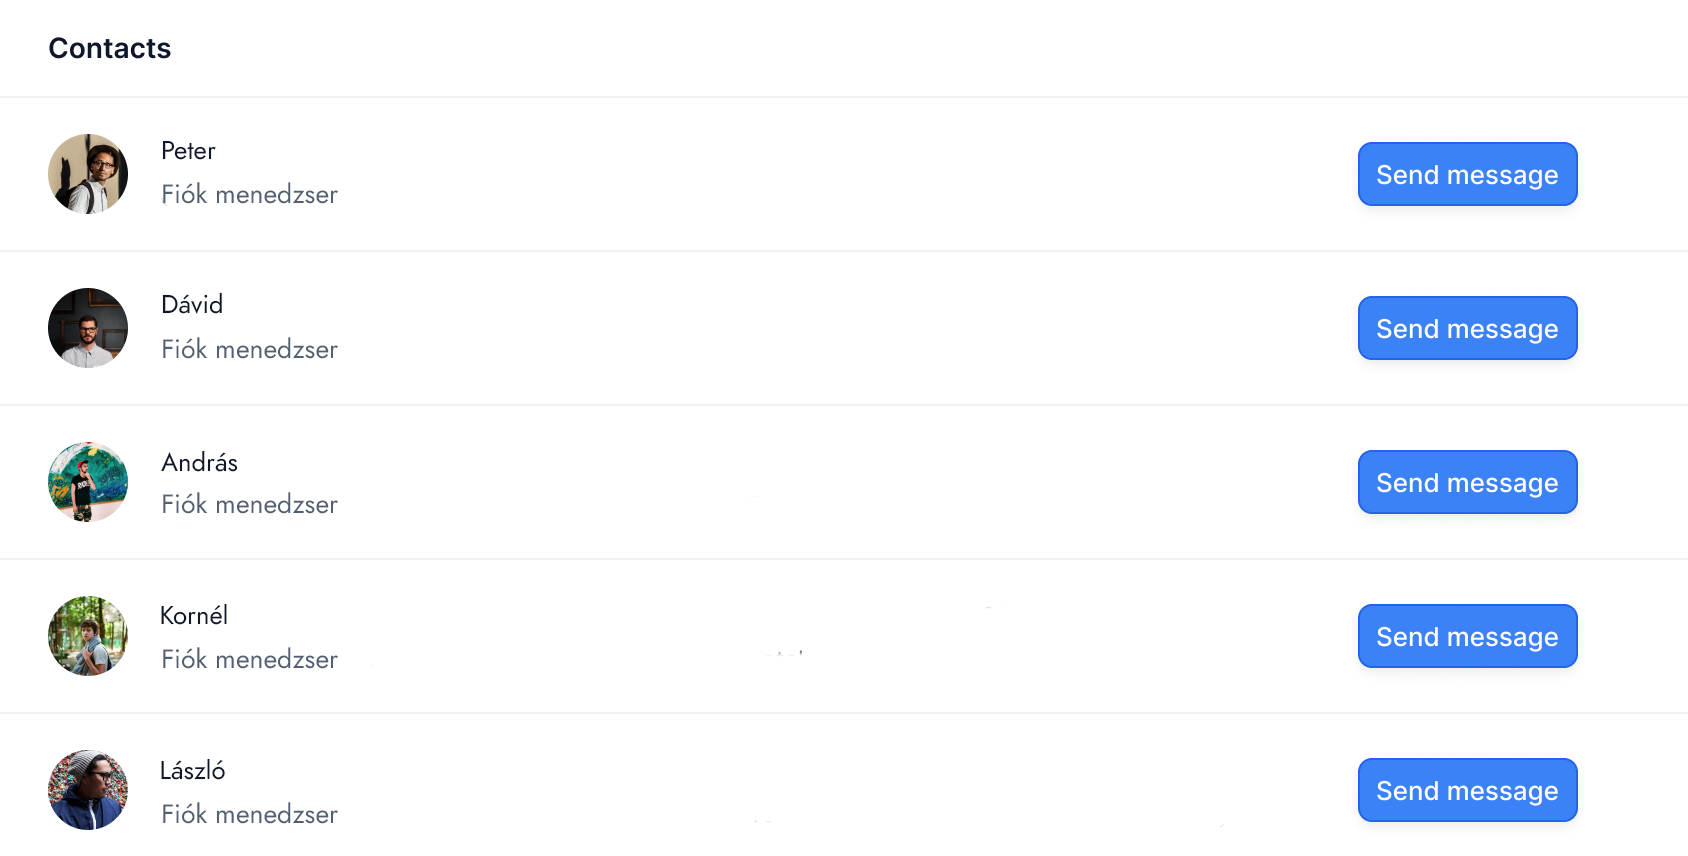 Contacts
Peter
Fiók menedzser
Send message
Dávid
Fiók menedzser
Send message
András
Fiók menedzser
Send message
Kornél
Fiók menedzser
Send message
László
Fiók menedzser
Send message